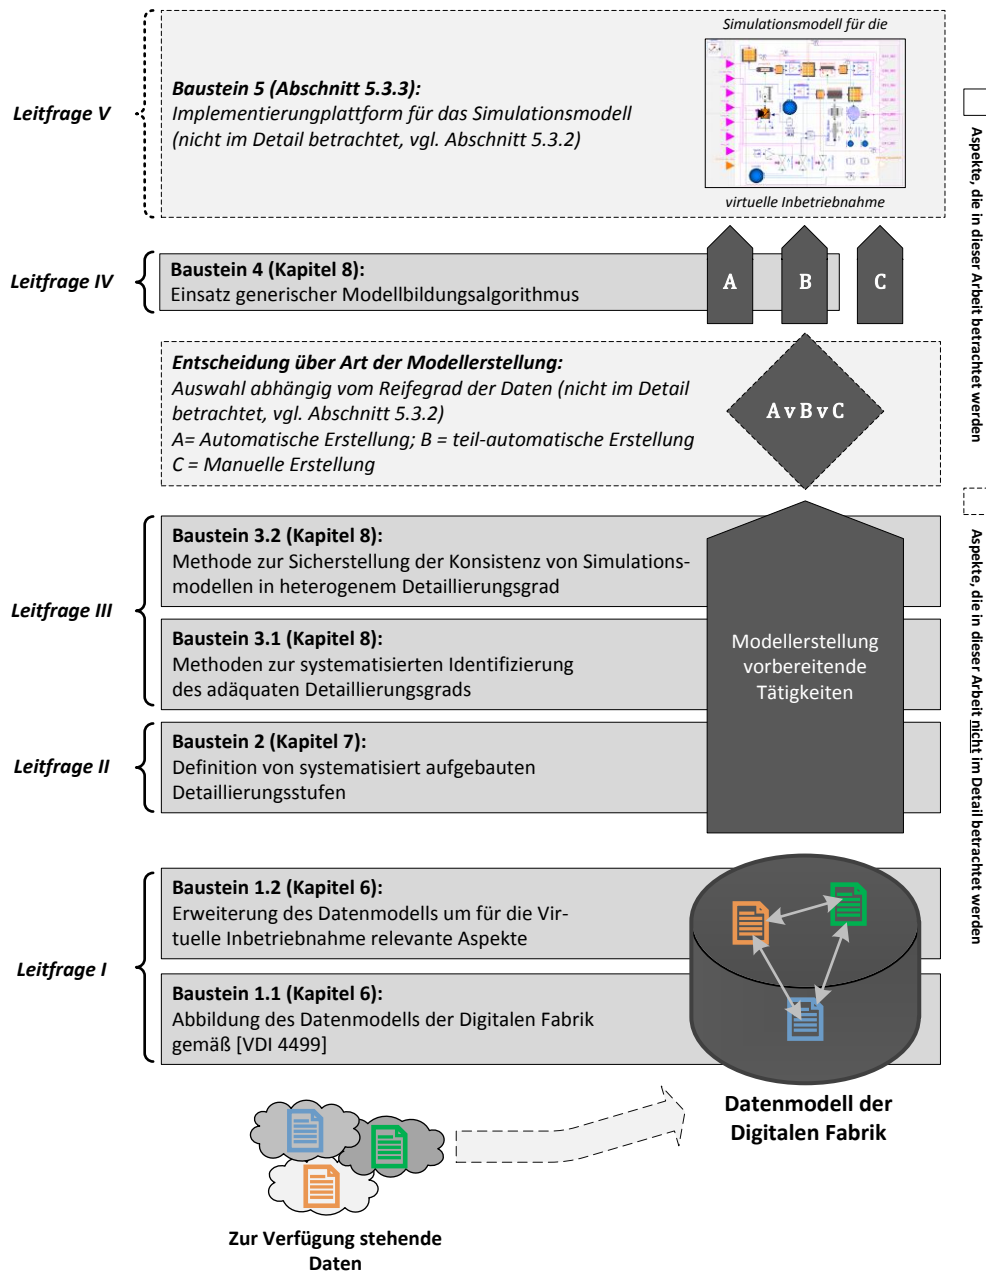 Simulationsmodell für die
Leitfrage V
Baustein 5 (Abschnitt 5.3.3):
Implementierungplattform für das Simulationsmodell
(nicht im Detail betrachtet, vgl. Abschnitt 5.3.2)
virtuelle Inbetriebnahme
Leitfrage IV
Baustein 4 (Kapitel 8):
Einsatz generischer Modellbildungsalgorithmus
A
B
C
Entscheidung über Art der Modellerstellung:
Auswahl abhängig vom Reifegrad der Daten (nicht im Detail
betrachtet, vgl. Abschnitt 5.3.2)
A= Automatische Erstellung; B = teil-automatische Erstellung
C = Manuelle Erstellung
A v B v C
Leitfrage III
Baustein 3.2 (Kapitel 8):
Methode zur Sicherstellung der Konsistenz von Simulations-
modellen in heterogenem Detaillierungsgrad
Baustein 3.1 (Kapitel 8):
Methoden zur systematisierten Identifizierung
des adäquaten Detaillierungsgrads
Modellerstellung
vorbereitende
Tätigkeiten
Leitfrage II
Baustein 2 (Kapitel 7):
Definition von systematisiert aufgebauten
Detaillierungsstufen
Leitfrage I
Baustein 1.2 (Kapitel 6):
Erweiterung des Datenmodells um für die Vir-
tuelle Inbetriebnahme relevante Aspekte
Baustein 1.1 (Kapitel 6):
Abbildung des Datenmodells der Digitalen Fabrik
gemäß [VDI 4499]
Datenmodell der
Digitalen Fabrik
Zur Verfügung stehende
Daten
Aspekte, die in dieser Arbeit betrachtet werden
Aspekte, die in dieser Arbeit nicht im Detail betrachtet werden